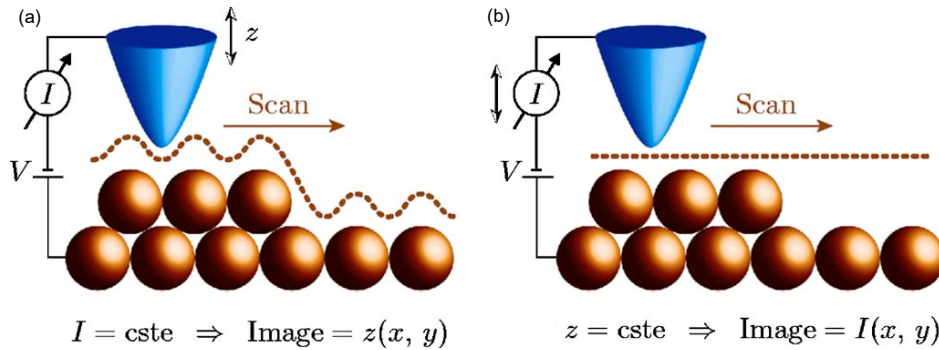 (a)
z
I
Scan
V
I = cste ⇒ Image = z(x, y)
(b)
I
Scan
V
z = cste ⇒ Image = I(x, y)